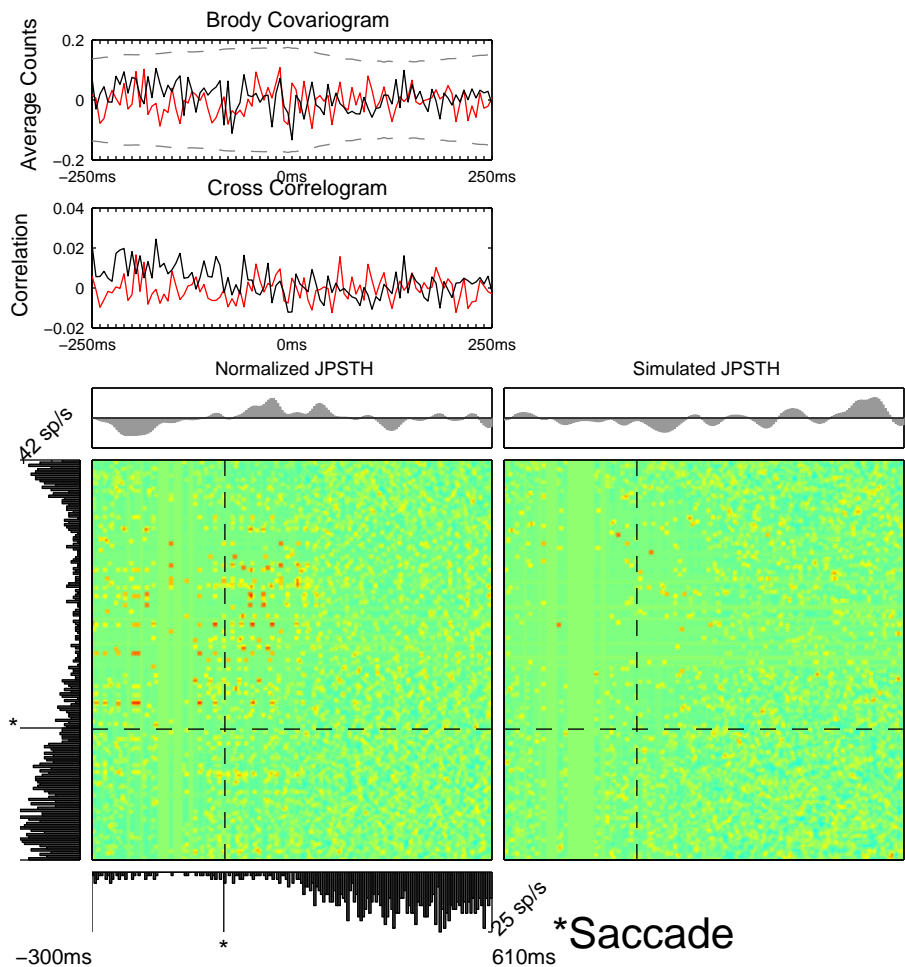 Brody Covariogram
Average Counts
0.2
0
−0.2
−250ms
0ms
250ms
Cross Correlogram
Correlation
0.04
0.02
0
−0.02
−250ms
0ms
250ms
Normalized JPSTH
Simulated JPSTH
42 sp/s
*
25 sp/s
*
*Saccade
−300ms
610ms